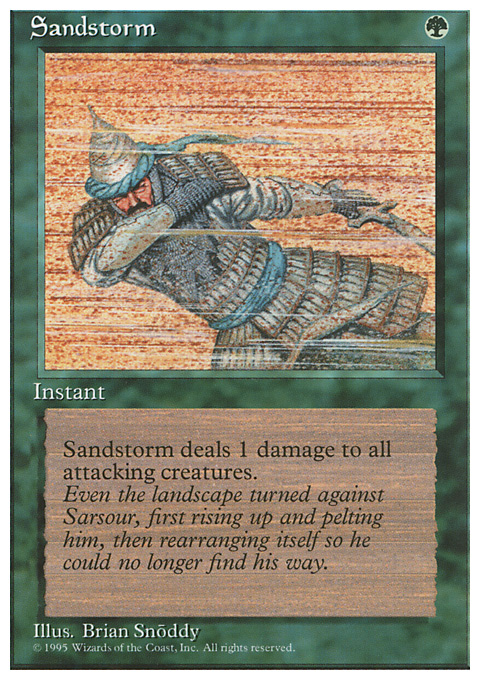 Sandstorm
Instant
Sandstorm deals 1 damage to all
attacking creatures.
Even the landscape turned against
Sarsour, first rising up and pelting
him, then rearranging itself so he
could no longer find his way.
Illus. Brian Snōddy
© 1995 Wizards of the Coast, Inc. All rights reserved.